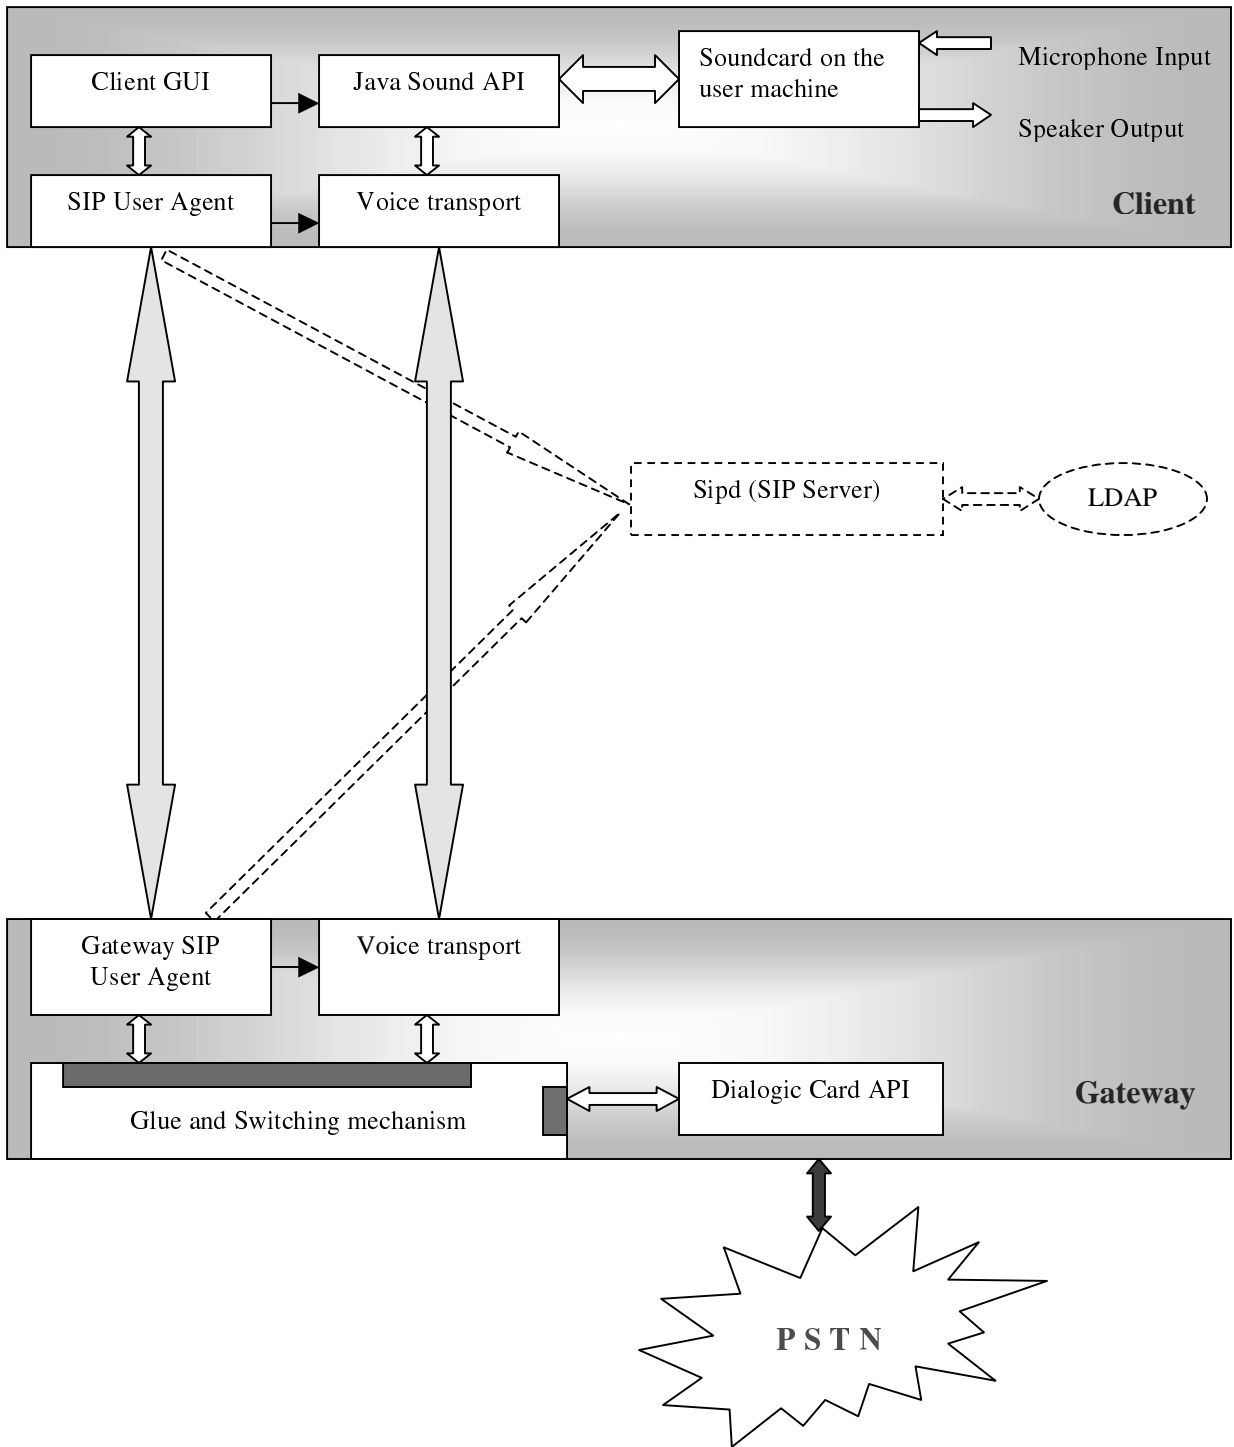 Client GUI
Java Sound API
Soundcard on the
user machine
Microphone Input
Speaker Output
SIP User Agent
Voice transport
Client
Sipd (SIP Server)
LDAP
Gateway SIP
User Agent
Voice transport
Glue and Switching mechanism
Dialogic Card API
Gateway
P S T N